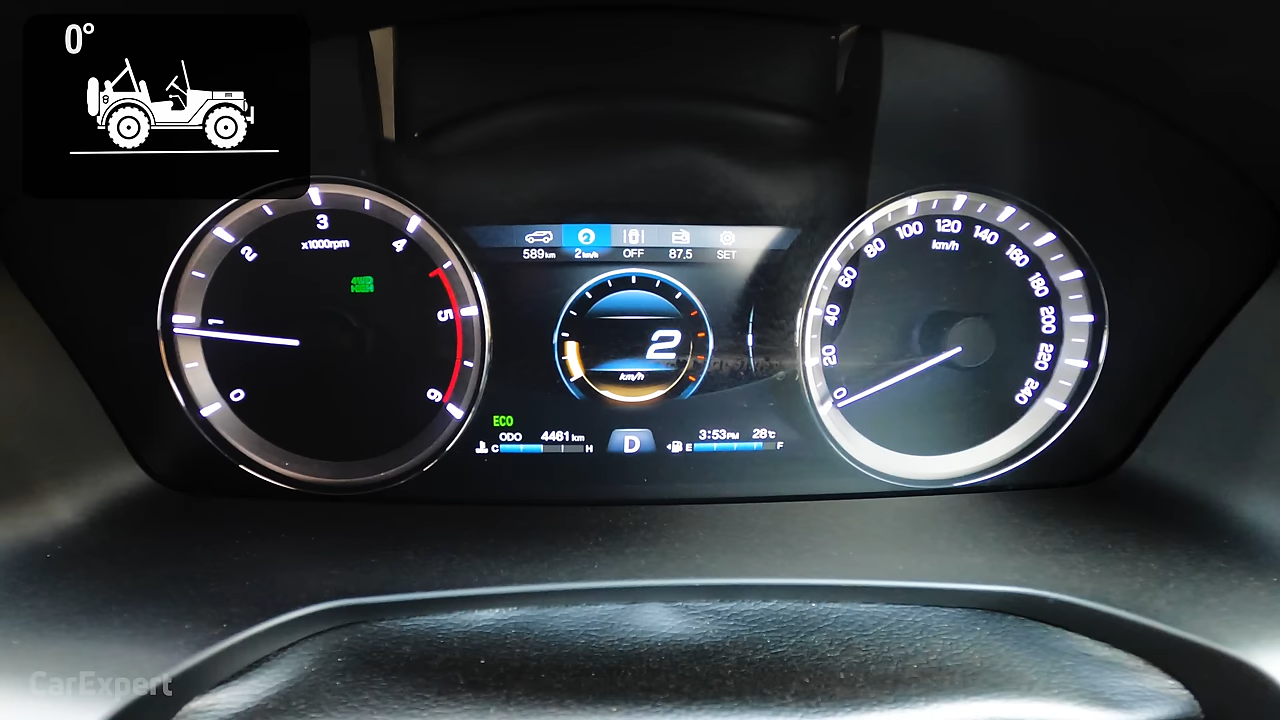 0°
3
x1000rpm
2
4
4WD
HIGH
1
5
0
6
589km
2km/h
OFF
87.5
SET
2
km/h
ECO
ODO 4461km
3:53PM 28℃
C H
D
E F
0
20
40
60
80
100
120
140
160
180
200
220
240
km/h
CarExpert